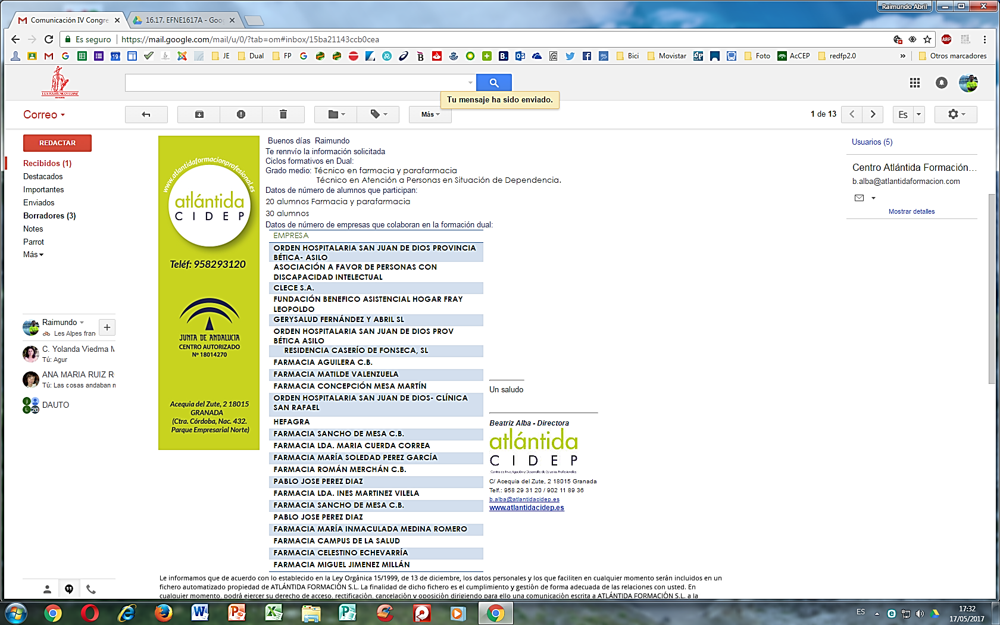 Raimundo Abril
Comunicación IV Congre
16.17. EFNE1617A - Goo
Es seguro
https://mail.google.com/mail/u/0/?tab=om#inbox/15ba21143ccb0cea
ABP
JE
Dual
FP
Bici
Movistar
Foto
AcCEP
redfp2.0
»
Otros marcadores
Tu mensaje ha sido enviado.
Correo
Más
1 de 13
Es
REDACTAR
Recibidos (1)
Destacados
Importantes
Enviados
Borradores (3)
Notes
Parrot
Más
Raimundo
Les Alpes fran
C. Yolanda Viedma M
Tú: Agur
ANA MARIA RUIZ R
Tú: Las cosas andaban n
DAUTO
20
www.atlantidaformacionprofesional.es
atlántida
CIDEP
Teléf: 958293120
JUNTA DE ANDALUCIA
CENTRO AUTORIZADO
Nº 18014270
Acequia del Zute, 2 18015
GRANADA
(Ctra. Córdoba, Nac. 432.
Parque Empresarial Norte)
Buenos días Raimundo
Te rennvío la información solicitada
Ciclos formativos en Dual:
Grado medio: Técnico en farmacia y parafarmacia
Técnico en Atención a Personas en Situación de Dependencia.
Datos de número de alumnos que participan:
20 alumnos Farmacia y parafarmacia
30 alumnos
Datos de número de empresas que colaboran en la formación dual:
EMPRESA
ORDEN HOSPITALARIA SAN JUAN DE DIOS PROVINCIA
BÉTICA- ASILO
ASOCIACIÓN A FAVOR DE PERSONAS CON
DISCAPACIDAD INTELECTUAL
CLECE S.A.
FUNDACIÓN BENEFICO ASISTENCIAL HOGAR FRAY
LEOPOLDO
GERYSALUD FERNÁNDEZ Y ABRIL SL
ORDEN HOSPITALARIA SAN JUAN DE DIOS PROV
BÉTICA ASILO
RESIDENCIA CASERÍO DE FONSECA, SL
FARMACIA AGUILERA C.B.
FARMACIA MATILDE VALENZUELA
FARMACIA CONCEPCIÓN MESA MARTÍN
ORDEN HOSPITALARIA SAN JUAN DE DIOS- CLÍNICA
SAN RAFAEL
HEFAGRA
FARMACIA SANCHO DE MESA C.B.
FARMACIA LDA. MARIA CUERDA CORREA
FARMACIA MARÍA SOLEDAD PEREZ GARCÍA
FARMACIA ROMÁN MERCHÁN C.B.
PABLO JOSE PEREZ DIAZ
FARMACIA LDA. INES MARTINEZ VILELA
FARMACIA SANCHO DE MESA C.B.
PABLO JOSE PEREZ DIAZ
FARMACIA MARÍA INMACULADA MEDINA ROMERO
FARMACIA CAMPUS DE LA SALUD
FARMACIA CELESTINO ECHEVARRÍA
FARMACIA MIGUEL JIMENEZ MILLÁN
Un saludo
Beatriz Alba - Directora
atlántida
CIDEP
Centro de Investigación y Desarrollo de Estudios Profesionales
C/ Acequia del Zute, 2 18015 Granada
Telf.: 958 29 31 20 / 902 11 89 36
b.alba@atlantidacidep.es
www.atlantidacidep.es
Le informamos que de acuerdo con lo establecido en la Ley Orgánica 15/1999, de 13 de diciembre, los datos personales y los que faciliten en cualquier momento serán incluidos en un
fichero automatizado propiedad de ATLÁNTIDA FORMACIÓN S.L. La finalidad de dicho fichero es el cumplimiento y gestión de forma adecuada de las relaciones con usted. En
cualquier momento, podrá ejercer su derecho de acceso, rectificación, cancelación y oposición dirigiendo para ello una comunicación escrita a ATLÁNTIDA FORMACIÓN S.L. a la
Usuarios (5)
Centro Atlántida Formación...
b.alba@atlantidaformacion.com
Mostrar detalles
ES
17:32
17/05/2017